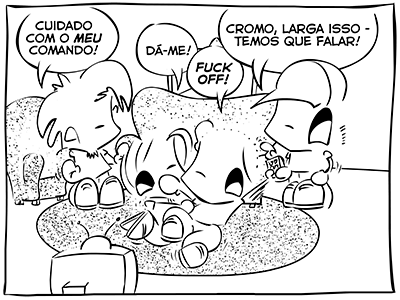 CUIDADO
COM O MEU
COMANDO!
DÁ-ME!
FUCK
OFF!
CROMO, LARGA ISSO -
TEMOS QUE FALAR!